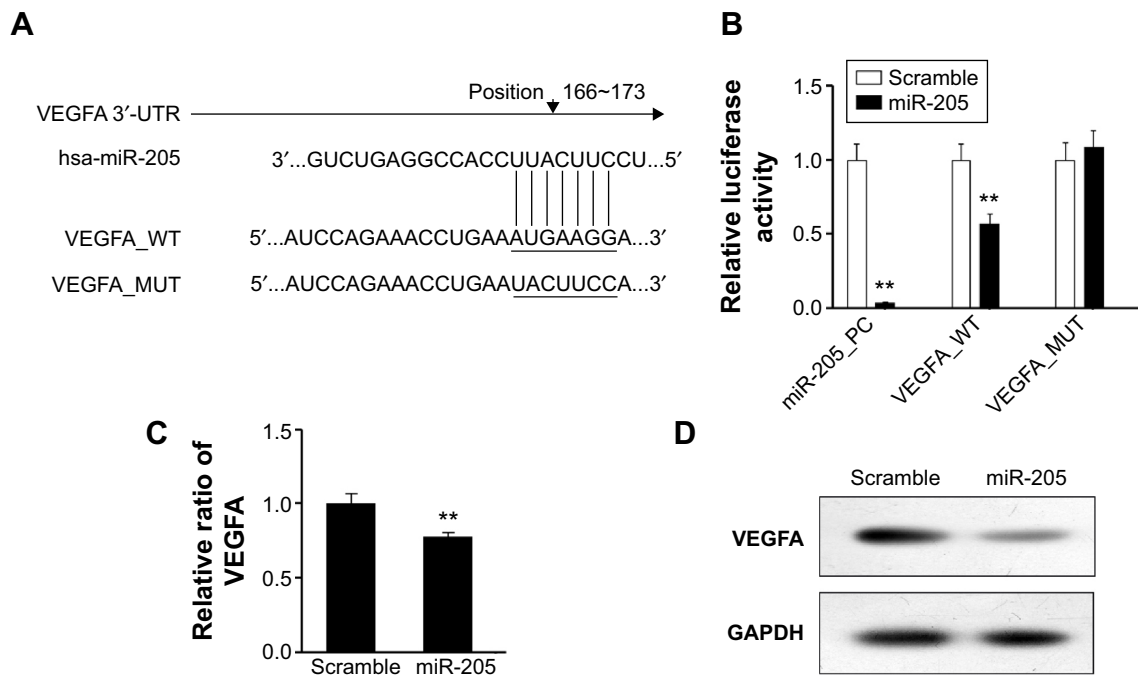 A
Position 166~173
VEGFA 3′-UTR
hsa-miR-205 3′...GUCUGAGGCCACCUUACUUCCU...5′
VEGFA_WT 5′...AUCCAGAAACCUGAAAUGAAGGA...3′
VEGFA_MUT 5′...AUCCAGAAACCUGAAUACUUCCA...3′
B
Scramble
miR-205
Relative luciferase
activity
1.5
1.0
0.5
0.0
**
**
miR-205_PC
VEGFA_WT
VEGFA_MUT
C
Relative ratio of
VEGFA
1.5
1.0
0.5
0.0
**
Scramble miR-205
D
Scramble miR-205
VEGFA
GAPDH